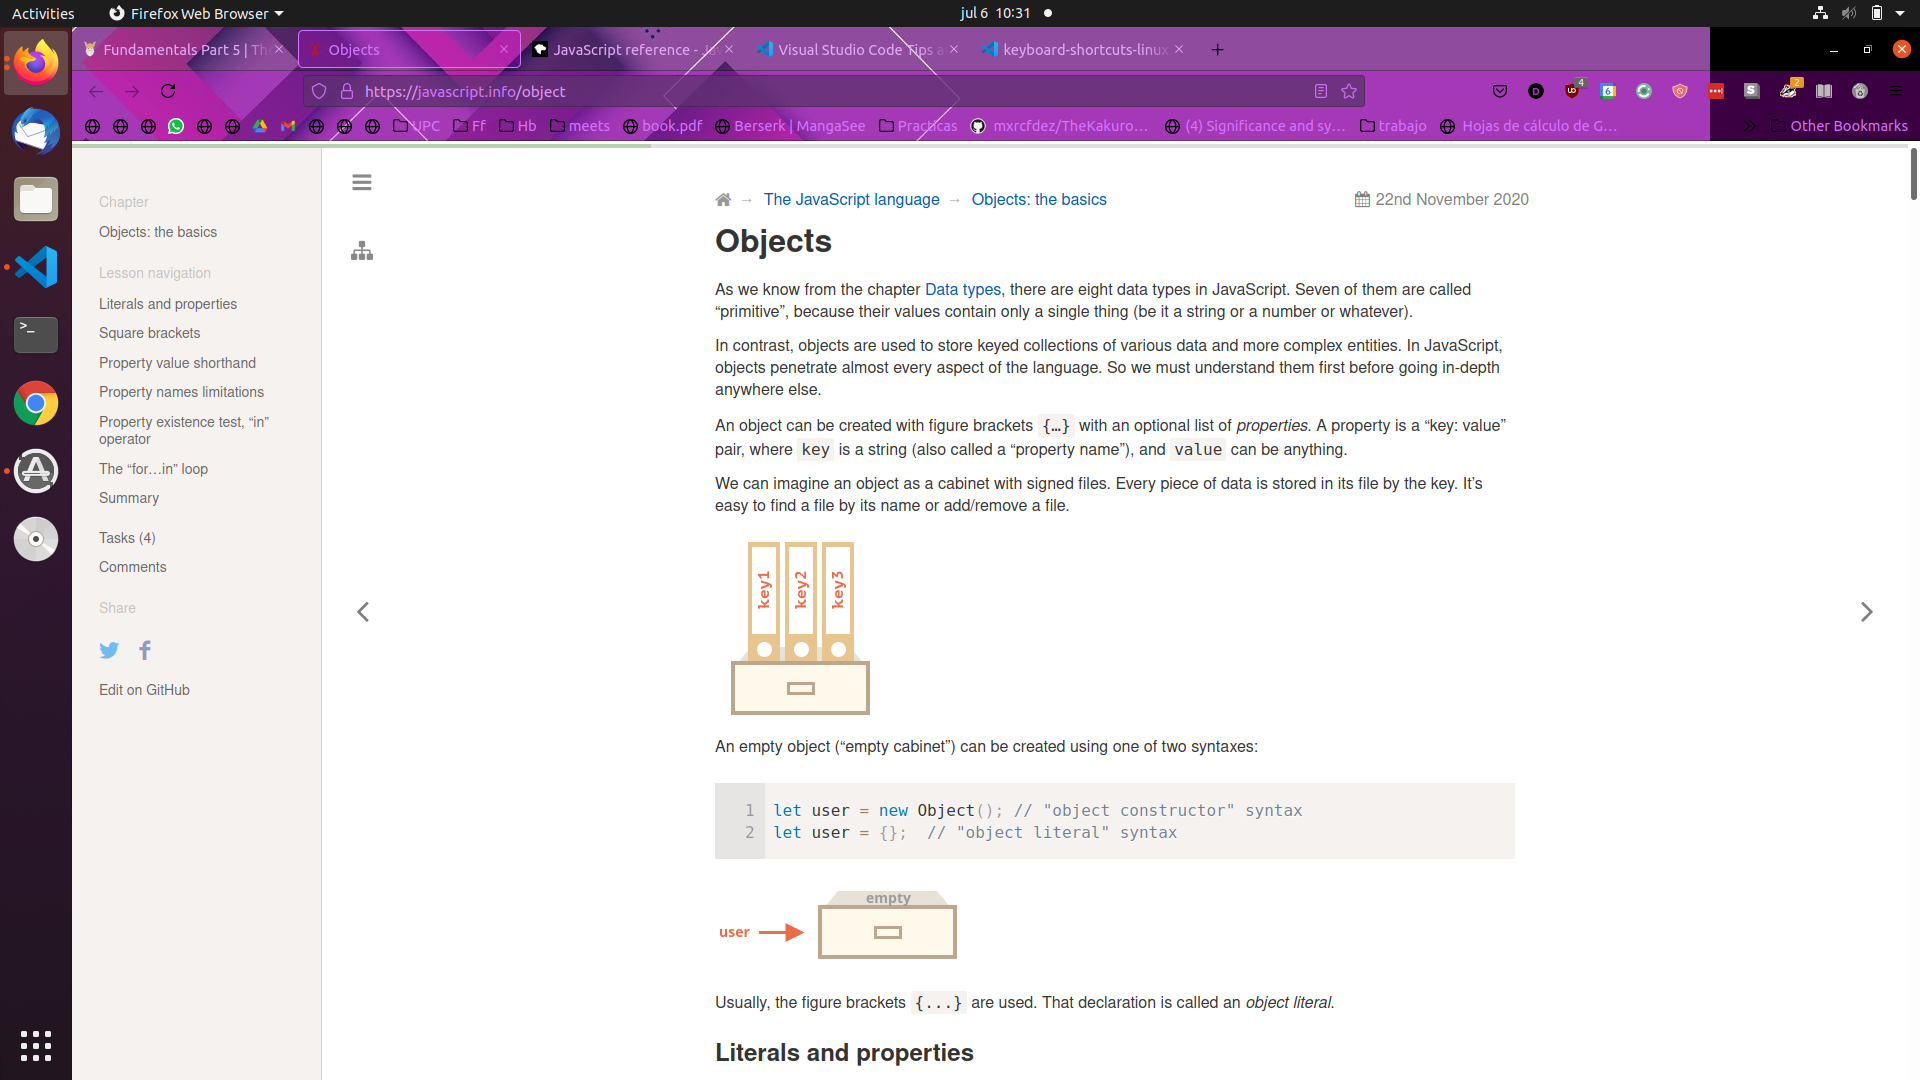 Activities
Firefox Web Browser
jul 6 10:31
Fundamentals Part 5 | Th
Objects
JavaScript reference - Ja
Visual Studio Code Tips a
keyboard-shortcuts-linux
https://javascript.info/object
4
6
2
UPC
Ff
Hb
meets
book.pdf
Berserk | MangaSee
Practicas
mxrcfdez/TheKakuro…
(4) Significance and sy…
trabajo
Hojas de cálculo de G…
Other Bookmarks
Chapter
Objects: the basics
Lesson navigation
Literals and properties
Square brackets
Property value shorthand
Property names limitations
Property existence test, “in”
operator
The “for…in” loop
Summary
Tasks (4)
Comments
Share
Edit on GitHub
→ The JavaScript language → Objects: the basics
22nd November 2020
Objects
As we know from the chapter Data types, there are eight data types in JavaScript. Seven of them are called
“primitive”, because their values contain only a single thing (be it a string or a number or whatever).
In contrast, objects are used to store keyed collections of various data and more complex entities. In JavaScript,
objects penetrate almost every aspect of the language. So we must understand them first before going in-depth
anywhere else.
An object can be created with figure brackets {…} with an optional list of properties. A property is a “key: value”
pair, where key is a string (also called a “property name”), and value can be anything.
We can imagine an object as a cabinet with signed files. Every piece of data is stored in its file by the key. It’s
easy to find a file by its name or add/remove a file.
key1
key2
key3
An empty object (“empty cabinet”) can be created using one of two syntaxes:
1 let user = new Object(); // "object constructor" syntax
2 let user = {};  // "object literal" syntax
empty
user
Usually, the figure brackets {...} are used. That declaration is called an object literal.
Literals and properties